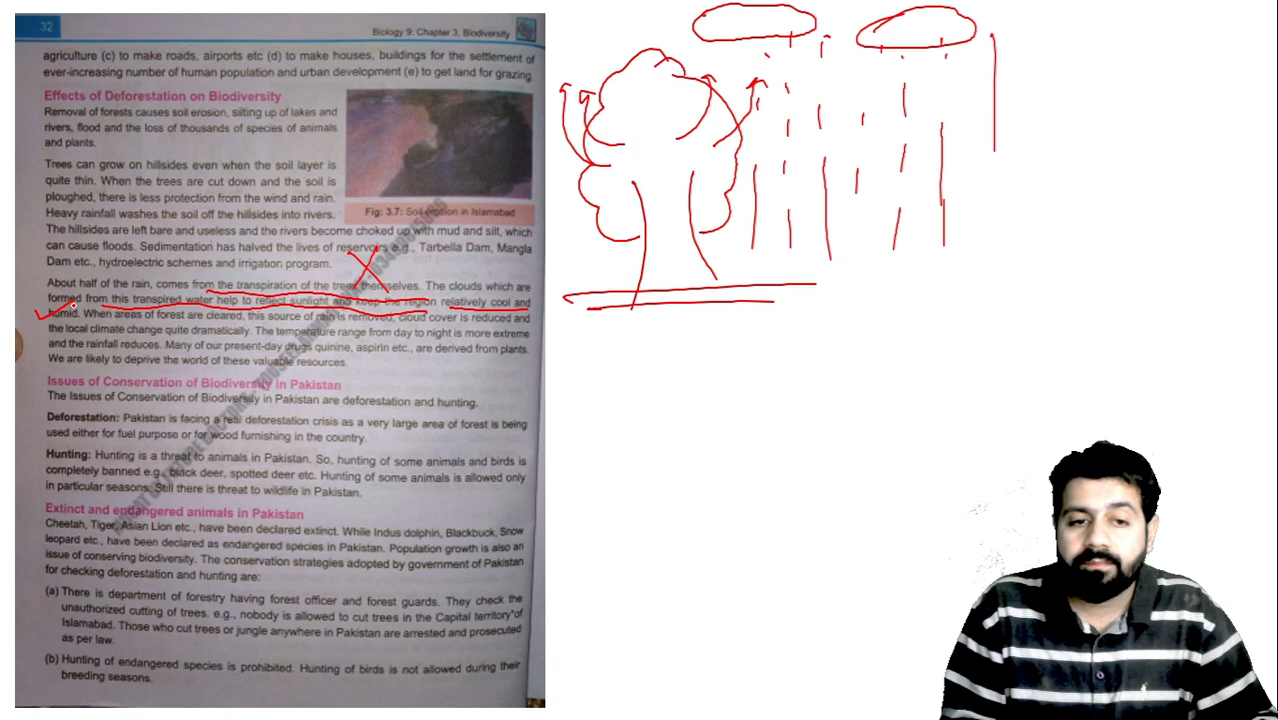 32
Biology 9: Chapter 3, Biodiversity
agriculture (c) to make roads, airports etc (d) to make houses, buildings for the settlement of
ever-increasing number of human population and urban development (e) to get land for grazing.
Effects of Deforestation on Biodiversity
Removal of forests causes soil erosion, silting up of lakes and
rivers, flood and the loss of thousands of species of animals
and plants.
Trees can grow on hillsides even when the soil layer is
quite thin. When the trees are cut down and the soil is
ploughed, there is less protection from the wind and rain.
Heavy rainfall washes the soil off the hillsides into rivers.
Fig: 3.7: Soil erosion in Islamabad
The hillsides are left bare and useless and the rivers become choked up with mud and silt, which
can cause floods. Sedimentation has halved the lives of reservoirs e.g., Tarbella Dam, Mangla
Dam etc., hydroelectric schemes and irrigation program.
About half of the rain, comes from the transpiration of the trees themselves. The clouds which are
formed from this transpired water help to reflect sunlight and keep the region relatively cool and
humid. When areas of forest are cleared, this source of rain is removed, cloud cover is reduced and
the local climate change quite dramatically. The temperature range from day to night is more extreme
and the rainfall reduces. Many of our present-day drugs quinine, aspirin etc., are derived from plants.
We are likely to deprive the world of these valuable resources.
Issues of Conservation of Biodiversity in Pakistan
The Issues of Conservation of Biodiversity in Pakistan are deforestation and hunting.
Deforestation: Pakistan is facing a real deforestation crisis as a very large area of forest is being
used either for fuel purpose or for wood furnishing in the country.
Hunting: Hunting is a threat to animals in Pakistan. So, hunting of some animals and birds is
completely banned e.g., black deer, spotted deer etc. Hunting of some animals is allowed only
in particular seasons. Still there is threat to wildlife in Pakistan.
Extinct and endangered animals in Pakistan
Cheetah, Tiger, Asian Lion etc., have been declared extinct. While Indus dolphin, Blackbuck, Snow
leopard etc., have been declared as endangered species in Pakistan. Population growth is also an
issue of conserving biodiversity. The conservation strategies adopted by government of Pakistan
for checking deforestation and hunting are:
(a) There is department of forestry having forest officer and forest guards. They check the
unauthorized cutting of trees. e.g., nobody is allowed to cut trees in the Capital territory of
Islamabad. Those who cut trees or jungle anywhere in Pakistan are arrested and prosecuted
as per law.
(b) Hunting of endangered species is prohibited. Hunting of birds is not allowed during their
breeding seasons.